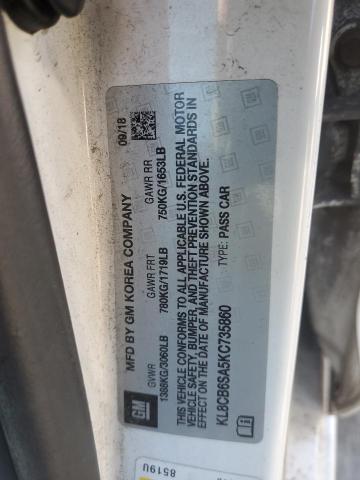 MFD BY GM KOREA COMPANY 09/18
GVWR GAWR FRT GAWR RR
1388KG/3060LB 780KG/1719LB 750KG/1653LB
THIS VEHICLE CONFORMS TO ALL APPLICABLE U.S. FEDERAL MOTOR
VEHICLE SAFETY, BUMPER, AND THEFT PREVENTION STANDARDS IN
EFFECT ON THE DATE OF MANUFACTURE SHOWN ABOVE.
KL8CB6SA5KC735860 TYPE: PASS CAR
GM
8519U